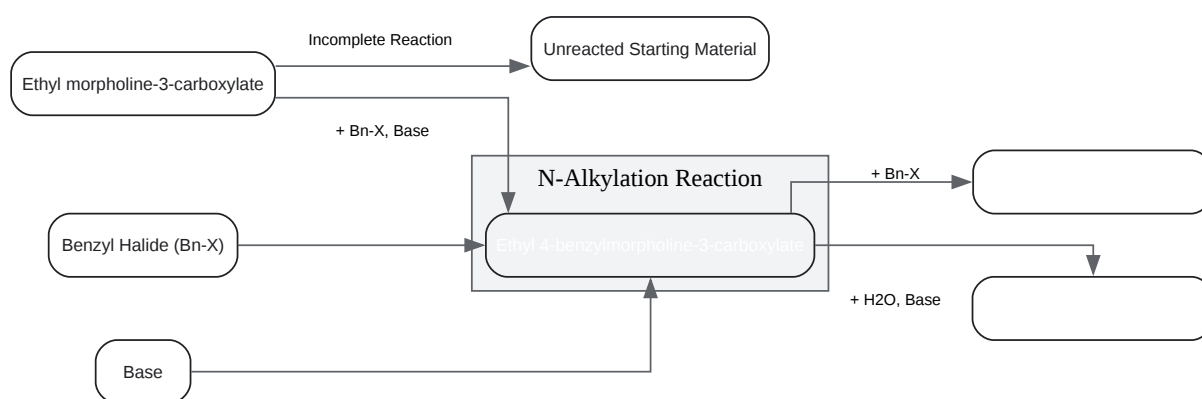 Incomplete Reaction
Unreacted Starting Material
Ethyl morpholine-3-carboxylate
+ Bn-X, Base
N-Alkylation Reaction
+ Bn-X
Benzyl Halide (Bn-X)
Ethyl 4-benzylmorpholine-3-carboxylate
+ H2O, Base
Base